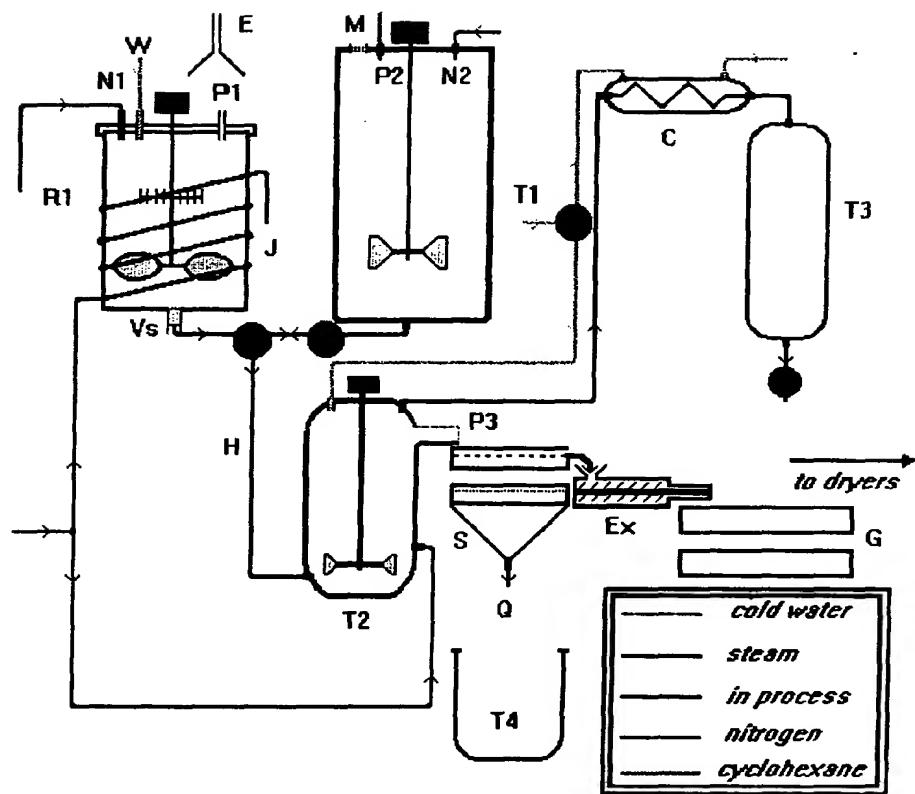 E
M
W
N1
P1
P2
N2
C
R1
T1
T3
J
Vs
H
P3
to dryers
S
Ex
G
Q
T2
T4
cold water
steam
in process
nitrogen
cyclohexane